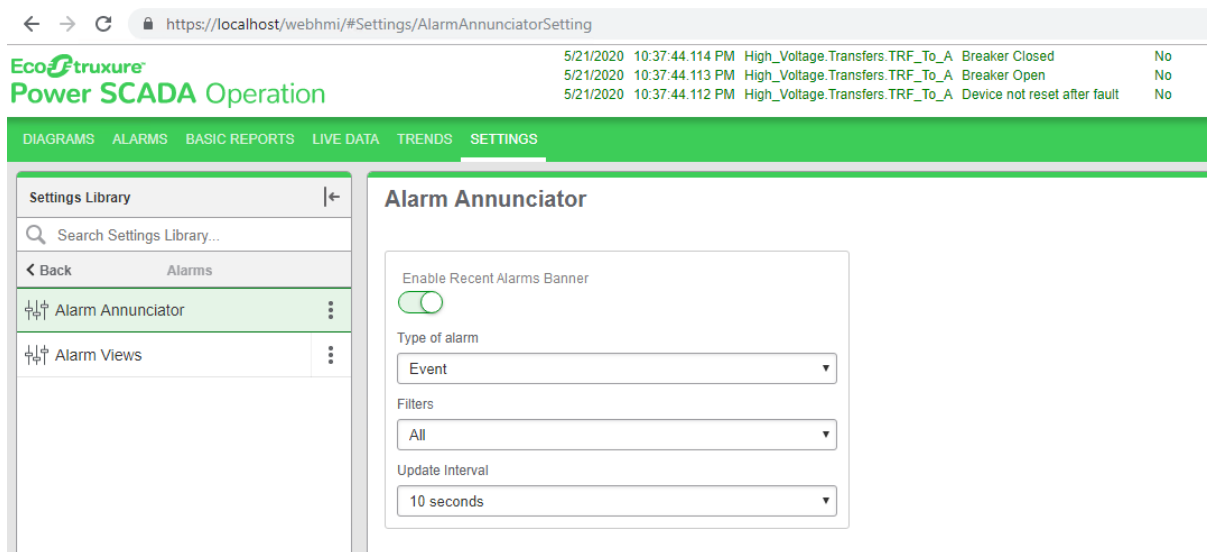 https://localhost/webhmi/#Settings/AlarmAnnunciatorSetting
EcoStruxure™
Power SCADA Operation
5/21/2020 10:37:44.114 PM High_Voltage.Transfers.TRF_To_A Breaker Closed No
5/21/2020 10:37:44.113 PM High_Voltage.Transfers.TRF_To_A Breaker Open No
5/21/2020 10:37:44.112 PM High_Voltage.Transfers.TRF_To_A Device not reset after fault No
DIAGRAMS ALARMS BASIC REPORTS LIVE DATA TRENDS SETTINGS
Settings Library
Search Settings Library...
Back Alarms
Alarm Annunciator
Alarm Views
Alarm Annunciator
Enable Recent Alarms Banner
Type of alarm
Event
Filters
All
Update Interval
10 seconds